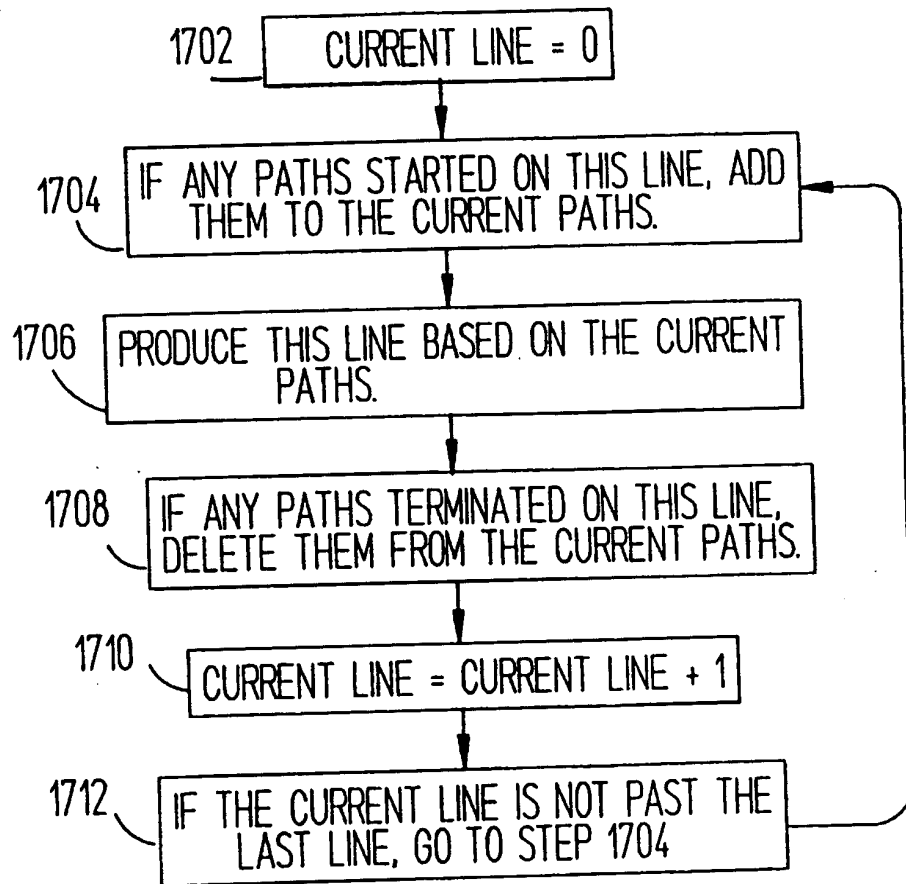 1702
CURRENT LINE = 0
1704
IF ANY PATHS STARTED ON THIS LINE, ADD
THEM TO THE CURRENT PATHS.
1706
PRODUCE THIS LINE BASED ON THE CURRENT
PATHS.
1708
IF ANY PATHS TERMINATED ON THIS LINE,
DELETE THEM FROM THE CURRENT PATHS.
1710
CURRENT LINE = CURRENT LINE + 1
1712
IF THE CURRENT LINE IS NOT PAST THE
LAST LINE, GO TO STEP 1704